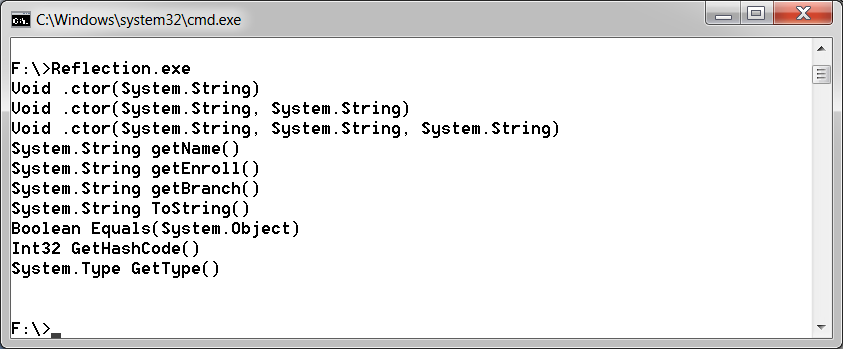 C:\Windows\system32\cmd.exe
F:\>Reflection.exe
Void .ctor(System.String)
Void .ctor(System.String, System.String)
Void .ctor(System.String, System.String, System.String)
System.String getName()
System.String getEnroll()
System.String getBranch()
System.String ToString()
Boolean Equals(System.Object)
Int32 GetHashCode()
System.Type GetType()
F:\>_